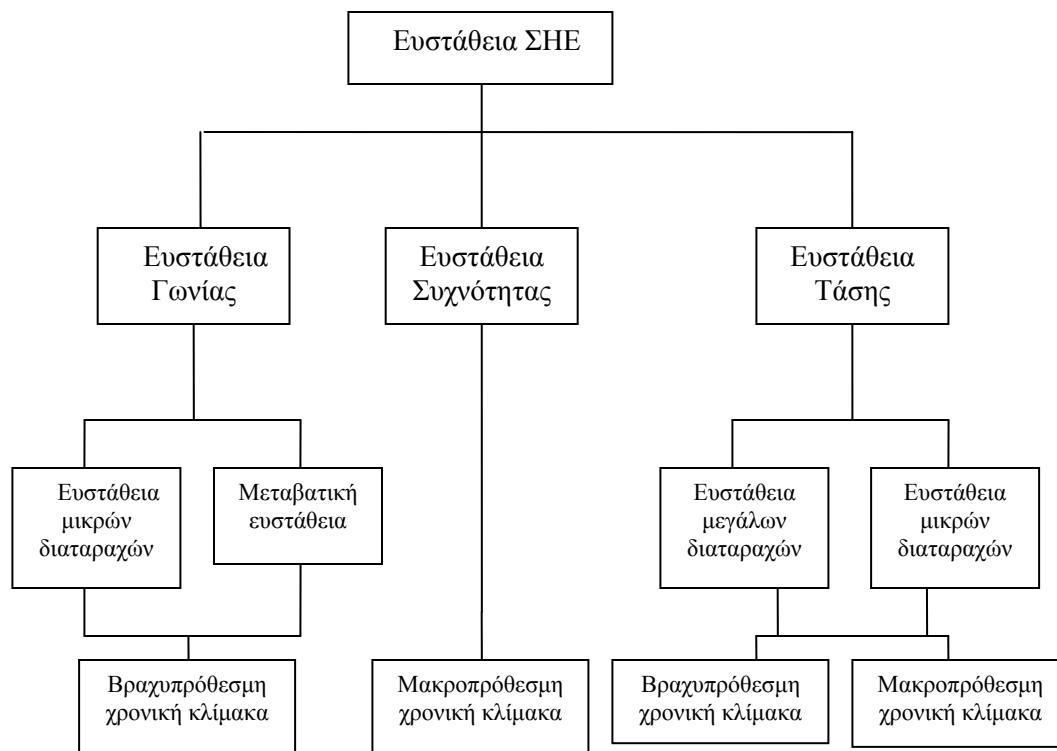 Ευστάθεια ΣΗΕ
Ευστάθεια
Γωνίας
Ευστάθεια
Συχνότητας
Ευστάθεια
Τάσης
Ευστάθεια
μικρών
διαταραχών
Μεταβατική
ευστάθεια
Ευστάθεια
μεγάλων
διαταραχών
Ευστάθεια
μικρών
διαταραχών
Βραχυπρόθεσμη
χρονική κλίμακα
Μακροπρόθεσμη
χρονική κλίμακα
Βραχυπρόθεσμη
χρονική κλίμακα
Μακροπρόθεσμη
χρονική κλίμακα